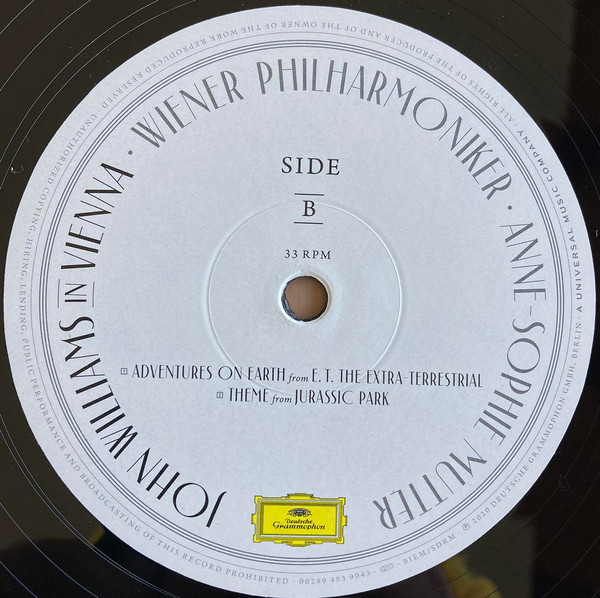 JOHN WILLIAMS IN VIENNA · WIENER PHILHARMONIKER · ANNE-SOPHIE MUTTER
SIDE
B
33 RPM
1 ADVENTURES ON EARTH from E.T. THE EXTRA-TERRESTRIAL
2 THEME from JURASSIC PARK
Deutsche
Grammophon
℗ 2020 DEUTSCHE GRAMMOPHON GMBH, BERLIN · A UNIVERSAL MUSIC COMPANY · ALL RIGHTS OF THE PRODUCER AND OF THE OWNER OF THE WORK REPRODUCED RESERVED · UNAUTHORIZED COPYING, HIRING, LENDING, PUBLIC PERFORMANCE AND BROADCASTING OF THIS RECORD PROHIBITED · 00289 483 9043 · BIEM/SDRM ·